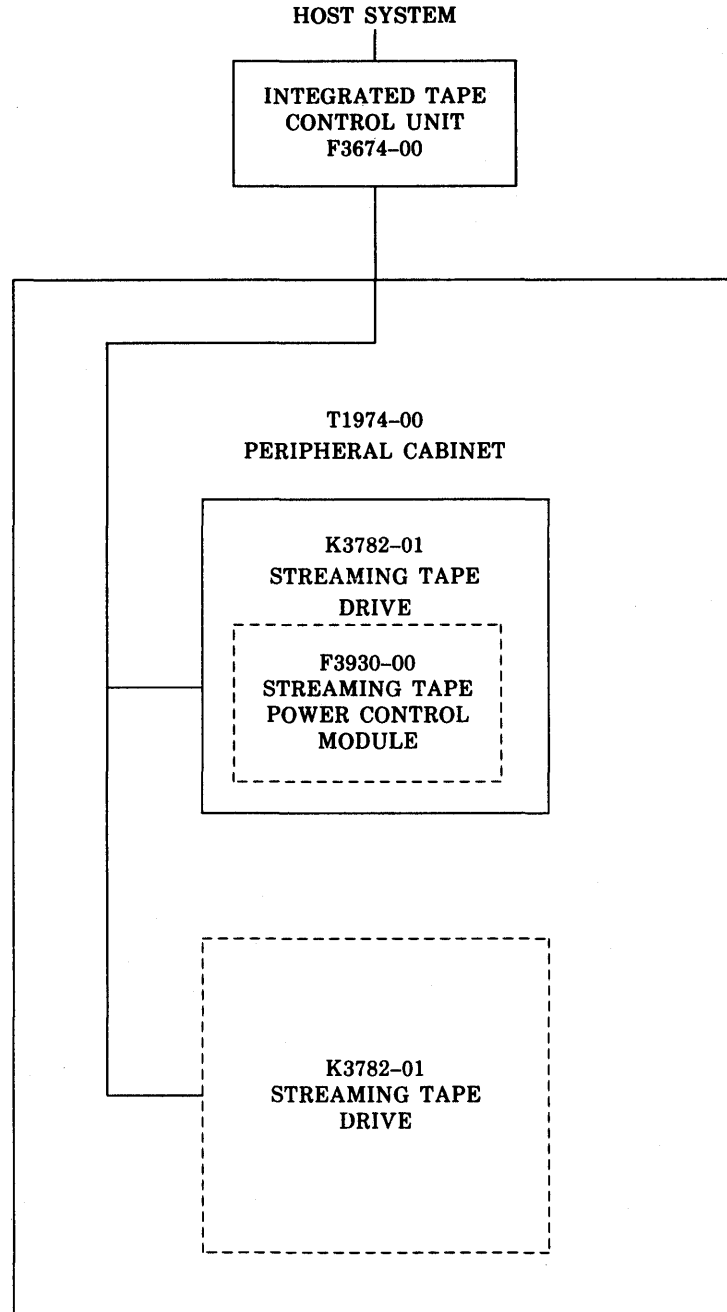 HOST SYSTEM
INTEGRATED TAPE
CONTROL UNIT
F3674-00
T1974-00
PERIPHERAL CABINET
K3782-01
STREAMING TAPE
DRIVE
F3930-00
STREAMING TAPE
POWER CONTROL
MODULE
K3782-01
STREAMING TAPE
DRIVE